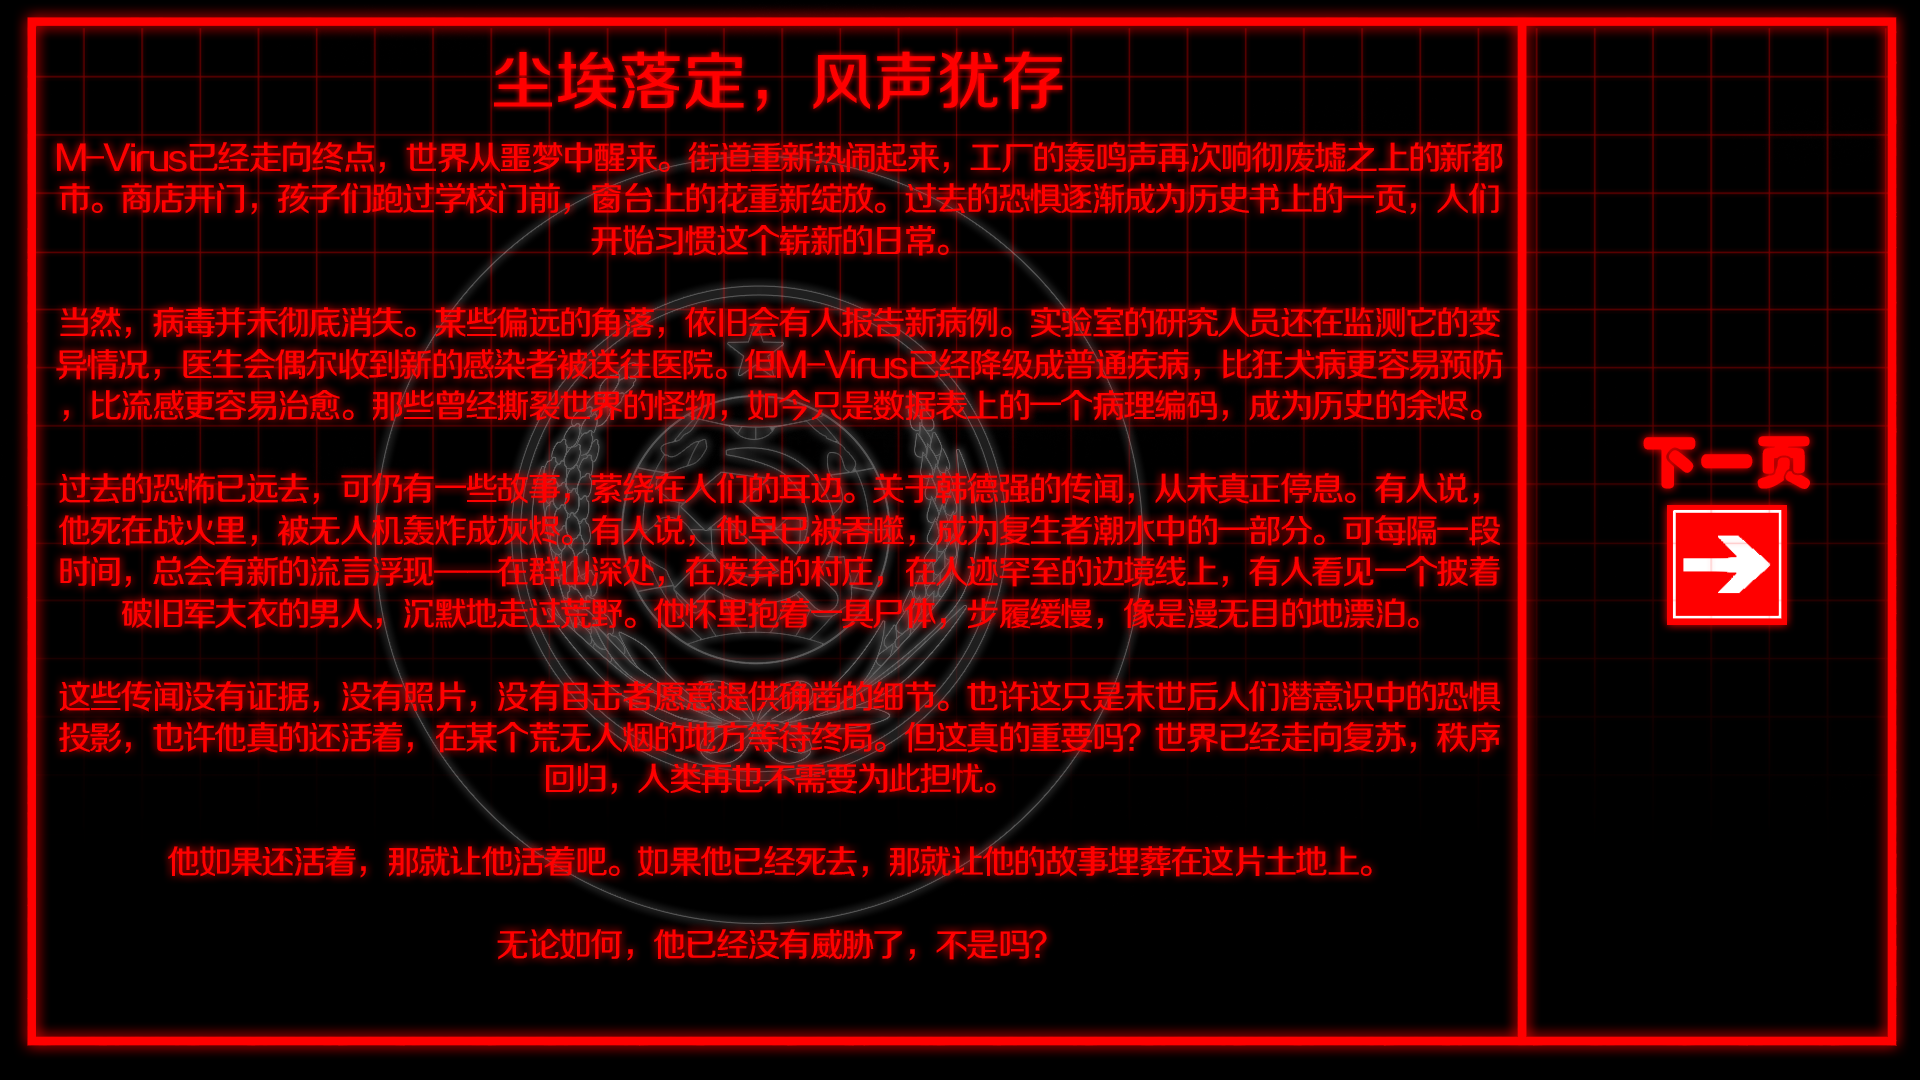 尘埃落定，风声犹存
M-Virus已经走向终点，世界从噩梦中醒来。街道重新热闹起来，工厂的轰鸣声再次响彻废墟之上的新都
市。商店开门，孩子们跑过学校门前，窗台上的花重新绽放。过去的恐惧逐渐成为历史书上的一页，人们
开始习惯这个崭新的日常。
当然，病毒并未彻底消失。某些偏远的角落，依旧会有人报告新病例。实验室的研究人员还在监测它的变
异情况，医生会偶尔收到新的感染者被送往医院。但M-Virus已经降级成普通疾病，比狂犬病更容易预防
，比流感更容易治愈。那些曾经撕裂世界的怪物，如今只是数据表上的一个病理编码，成为历史的余烬。
过去的恐怖已远去，可仍有一些故事，萦绕在人们的耳边。关于韩德强的传闻，从未真正停息。有人说，
他死在战火里，被无人机轰炸成灰烬。有人说，他早已被吞噬，成为复生者潮水中的一部分。可每隔一段
时间，总会有新的流言浮现——在群山深处，在废弃的村庄，在人迹罕至的边境线上，有人看见一个披着
破旧军大衣的男人，沉默地走过荒野。他怀里抱着一具尸体，步履缓慢，像是漫无目的地漂泊。
这些传闻没有证据，没有照片，没有目击者愿意提供确凿的细节。也许这只是末世后人们潜意识中的恐惧
投影，也许他真的还活着，在某个荒无人烟的地方等待终局。但这真的重要吗？世界已经走向复苏，秩序
回归，人类再也不需要为此担忧。
他如果还活着，那就让他活着吧。如果他已经死去，那就让他的故事埋葬在这片土地上。
无论如何，他已经没有威胁了，不是吗？
下一页